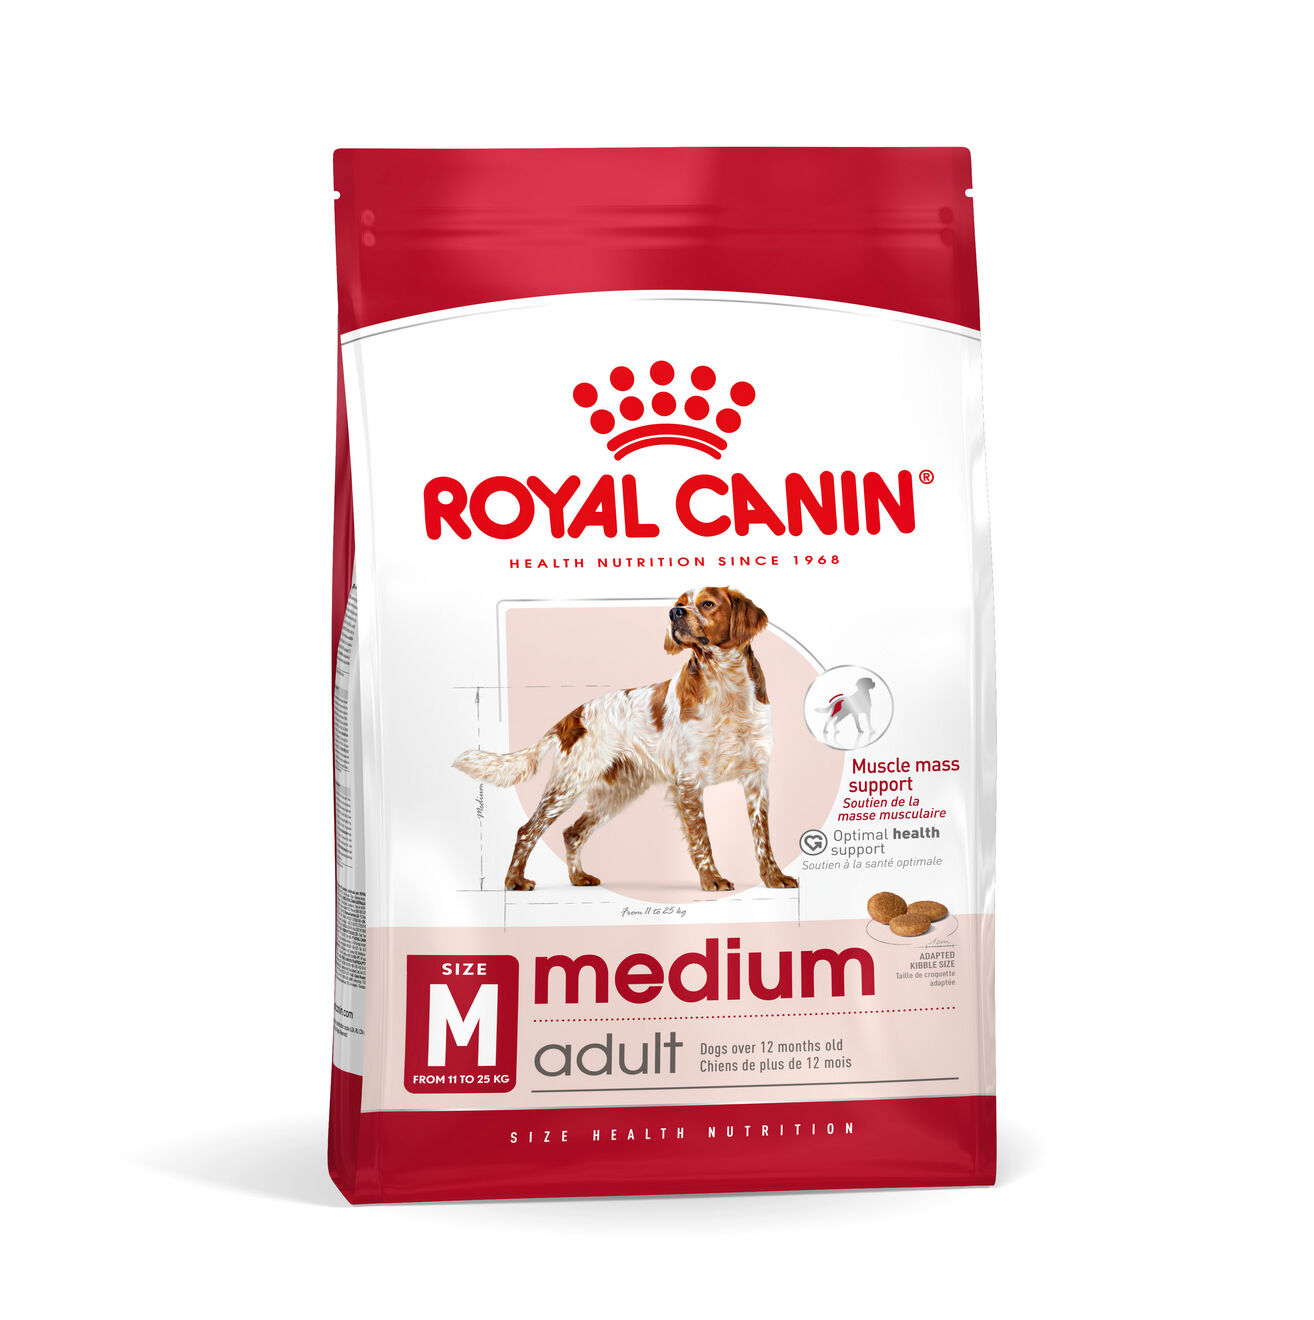 ROYAL CANIN®
HEALTH NUTRITION SINCE 1968
Muscle mass
support
Soutien de la
masse musculaire
Optimal health
support
Soutien à la santé optimale
Medium
From 11 to 25 kg
1cm
ADAPTED
KIBBLE SIZE
Taille de croquette
adaptée
SIZE
M
FROM 11 TO 25 KG
medium
adult
Dogs over 12 months old
Chiens de plus de 12 mois
SIZE HEALTH NUTRITION